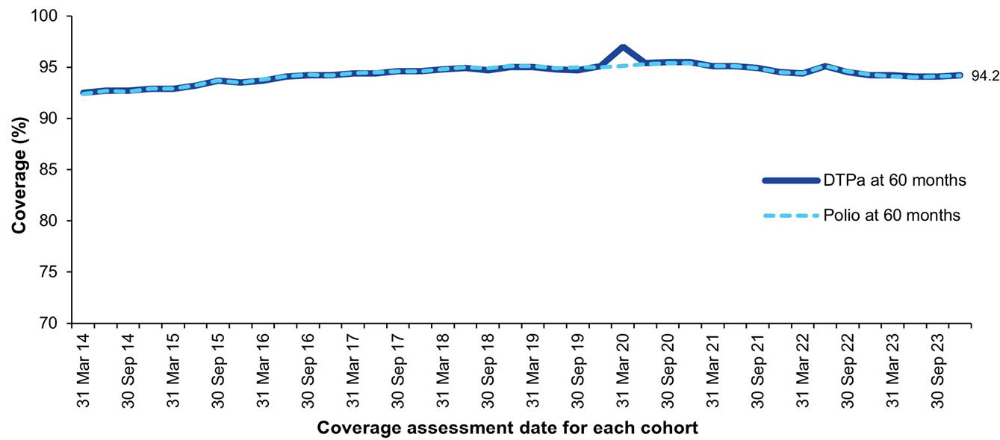 100
95
90
85
80
75
70
Coverage (%)
94.2
DTPa at 60 months
Polio at 60 months
31 Mar 14
30 Sep 14
31 Mar 15
30 Sep 15
31 Mar 16
30 Sep 16
31 Mar 17
30 Sep 17
31 Mar 18
30 Sep 18
31 Mar 19
30 Sep 19
31 Mar 20
30 Sep 20
31 Mar 21
30 Sep 21
31 Mar 22
30 Sep 22
31 Mar 23
30 Sep 23
Coverage assessment date for each cohort